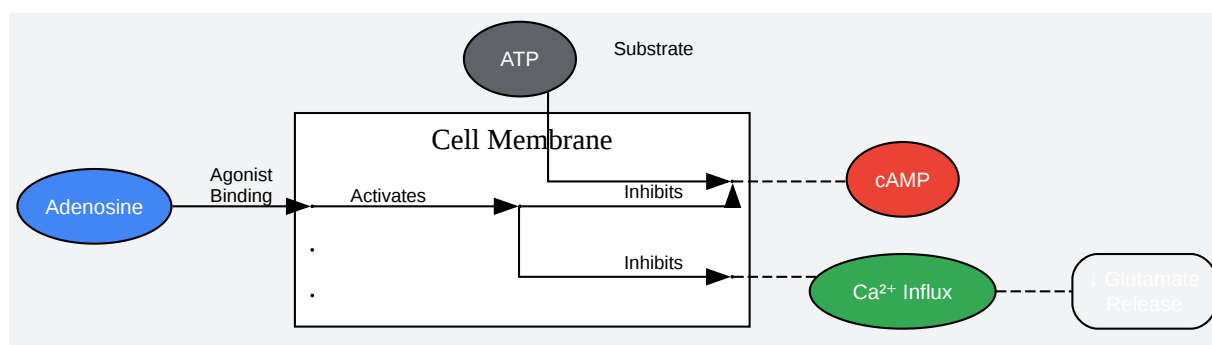 ATP
Substrate
Cell Membrane
Agonist
Binding
Adenosine
Activates
Inhibits
cAMP
Inhibits
Ca²⁺ Influx
↓ Glutamate
Release